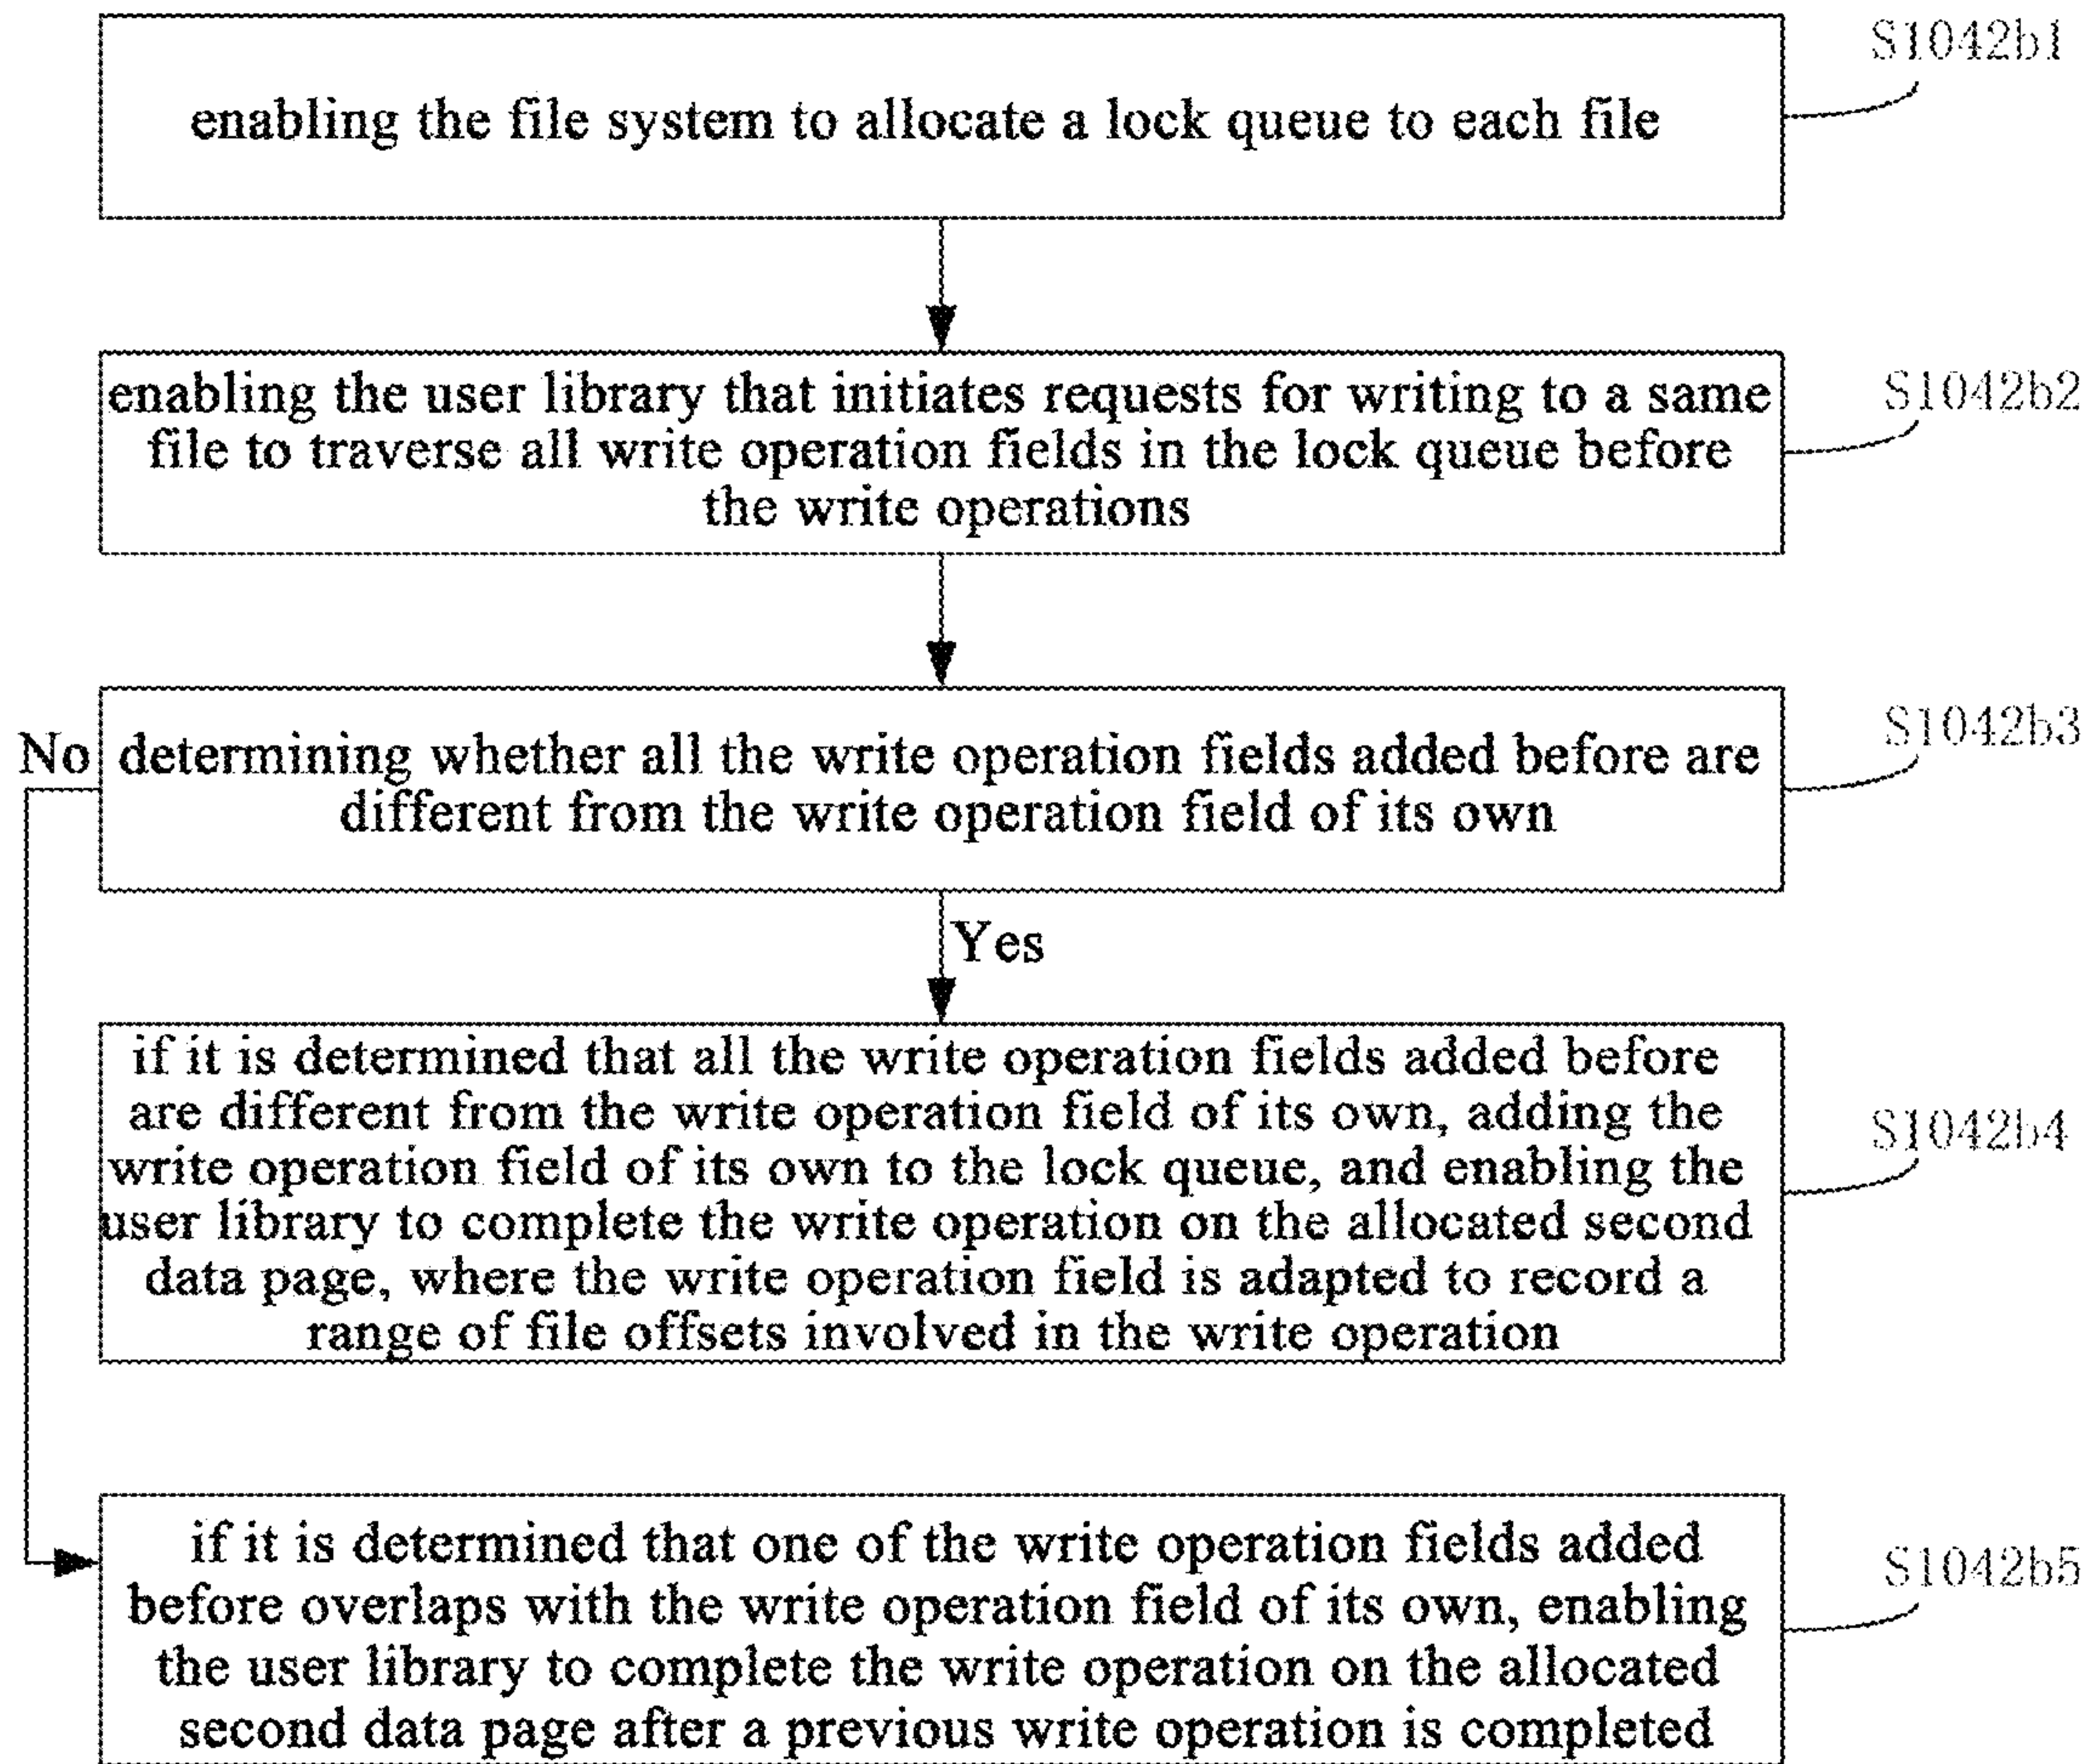 S1042b1
enabling the file system to allocate a lock queue to each file
enabling the user library that initiates requests for writing to a same
file to traverse all write operation fields in the lock queue before
the write operations
S1042b2
S1042b3
No
determining whether all the write operation fields added before are
different from the write operation field of its own
Yes
if it is determined that all the write operation fields added before
are different from the write operation field of its own, adding the
write operation field of its own to the lock queue, and enabling the
user library to complete the write operation on the allocated second
data page, where the write operation field is adapted to record a
range of file offsets involved in the write operation
S1042b4
if it is determined that one of the write operation fields added
before overlaps with the write operation field of its own, enabling
the user library to complete the write operation on the allocated
second data page after a previous write operation is completed
S1042b5